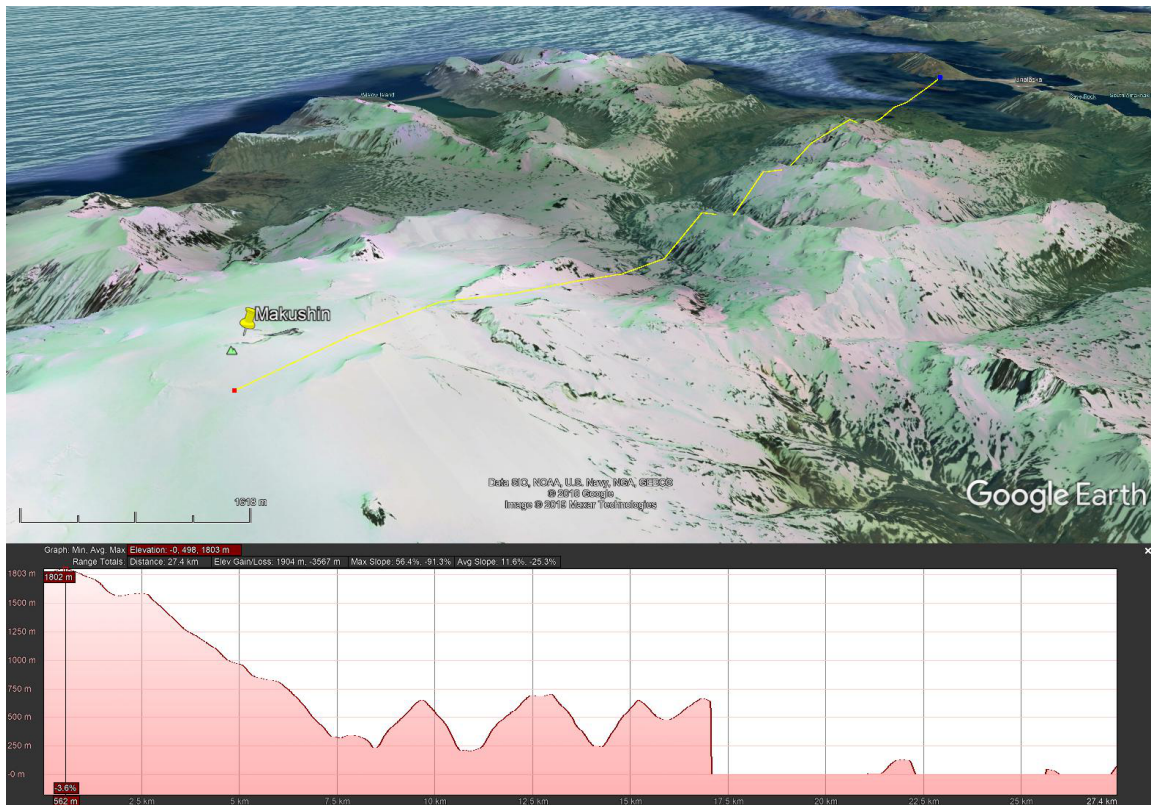 Unalaska
Makushin
1618 m
Data SIO, NOAA, U.S. Navy, NGA, GEBCO
© 2018 Google
Image © 2019 Maxar Technologies
Google Earth
Graph: Min, Avg, Max Elevation: -0, 498, 1803 m
Range Totals: Distance: 27.4 km Elev Gain/Loss: 1904 m, -3567 m Max Slope: 56.4%, -91.3% Avg Slope: 11.6%, -25.3%
1803 m
1802 m
1500 m
1250 m
1000 m
750 m
500 m
250 m
-0 m
-3.6%
562 m 2.5 km 5 km 7.5 km 10 km 12.5 km 15 km 17.5 km 20 km 22.5 km 25 km 27.4 km